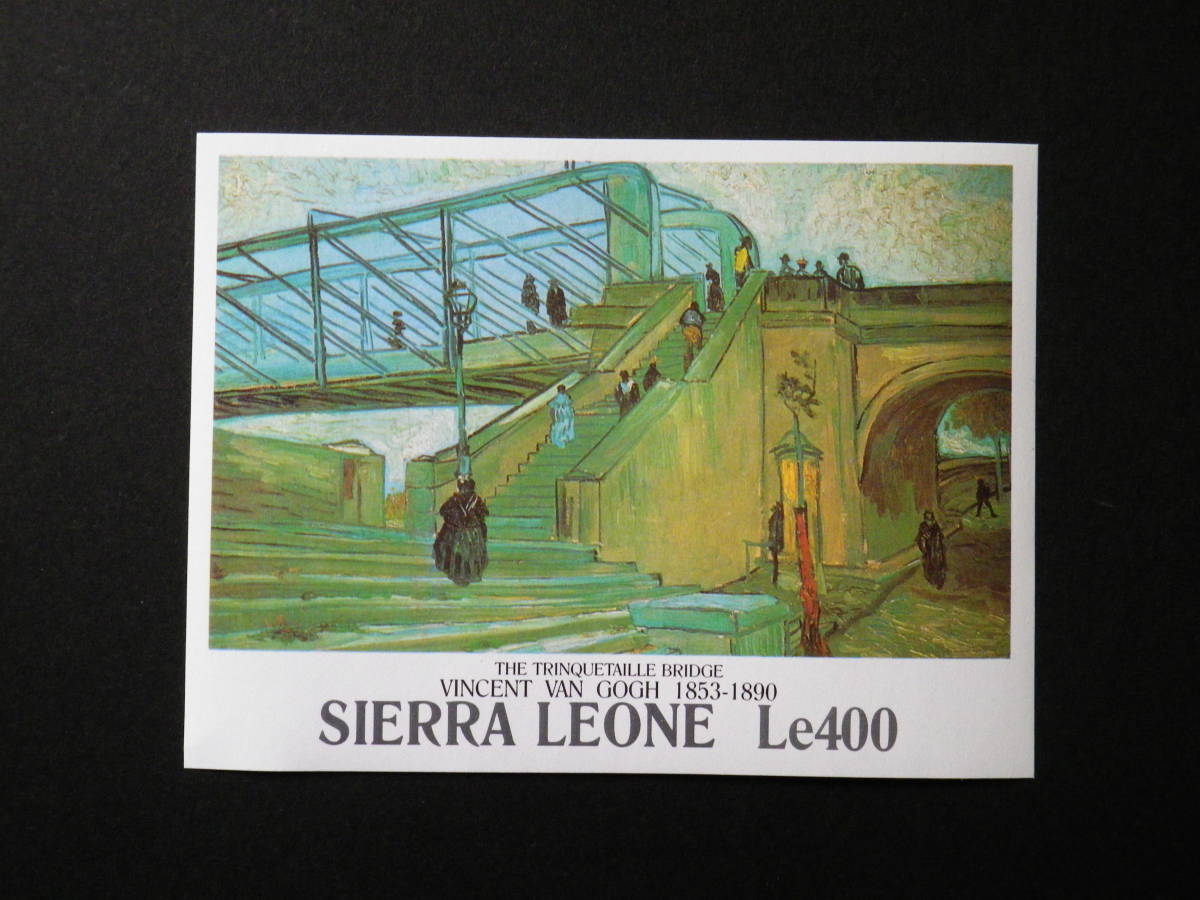 THE TRINQUETAILLE BRIDGE
VINCENT VAN GOGH 1853-1890
SIERRA LEONE Le400